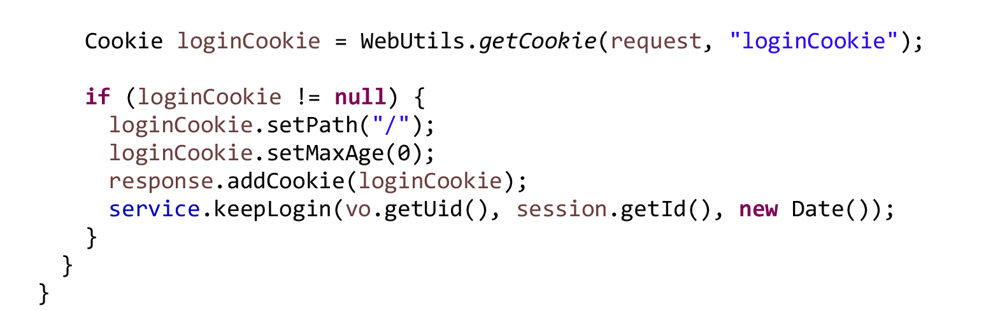 Cookie loginCookie = WebUtils.getCookie(request, "loginCookie");
if (loginCookie != null) {
loginCookie.setPath("/");
loginCookie.setMaxAge(0);
response.addCookie(loginCookie);
service.keepLogin(vo.getUid(), session.getId(), new Date());
}
}
}